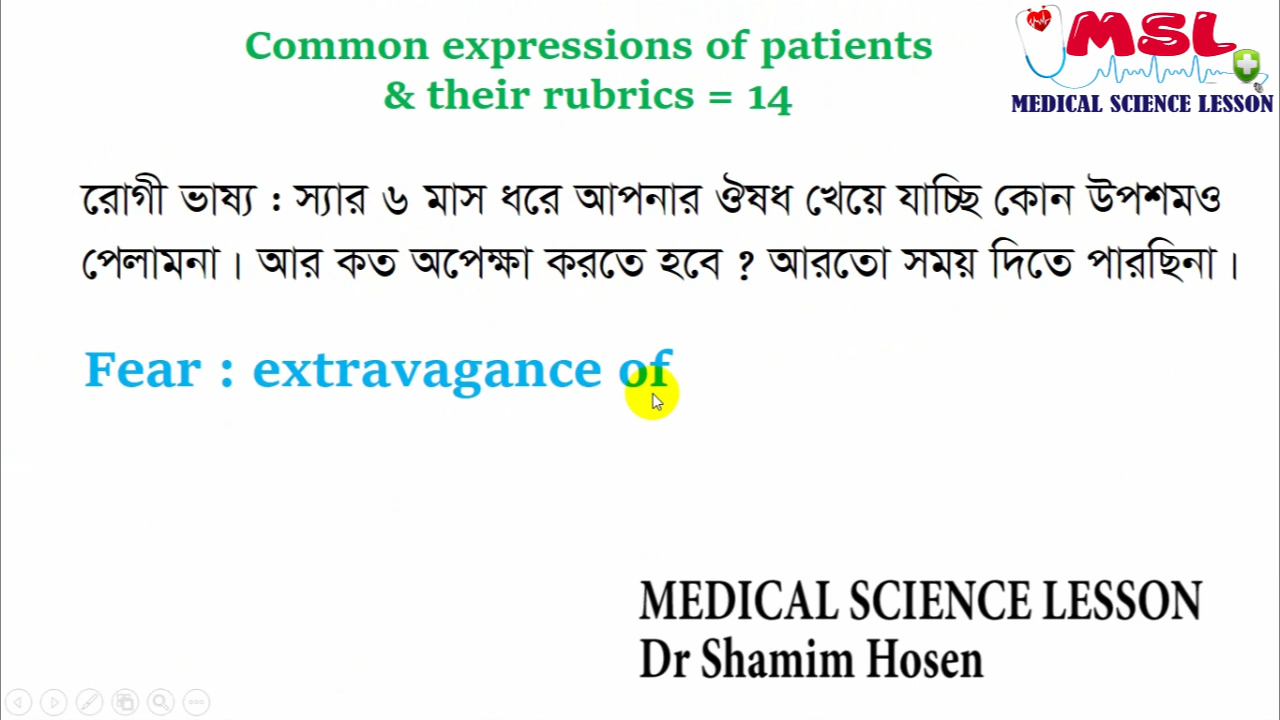 Common expressions of patients
& their rubrics = 14
MSL
MEDICAL SCIENCE LESSON
রোগী ভাষ্য : স্যার ৬ মাস ধরে আপনার ঔষধ খেয়ে যাচ্ছি কোন উপশমও
পেলামনা। আর কত অপেক্ষা করতে হবে ? আরতো সময় দিতে পারছিনা।
Fear : extravagance of
MEDICAL SCIENCE LESSON
Dr Shamim Hosen